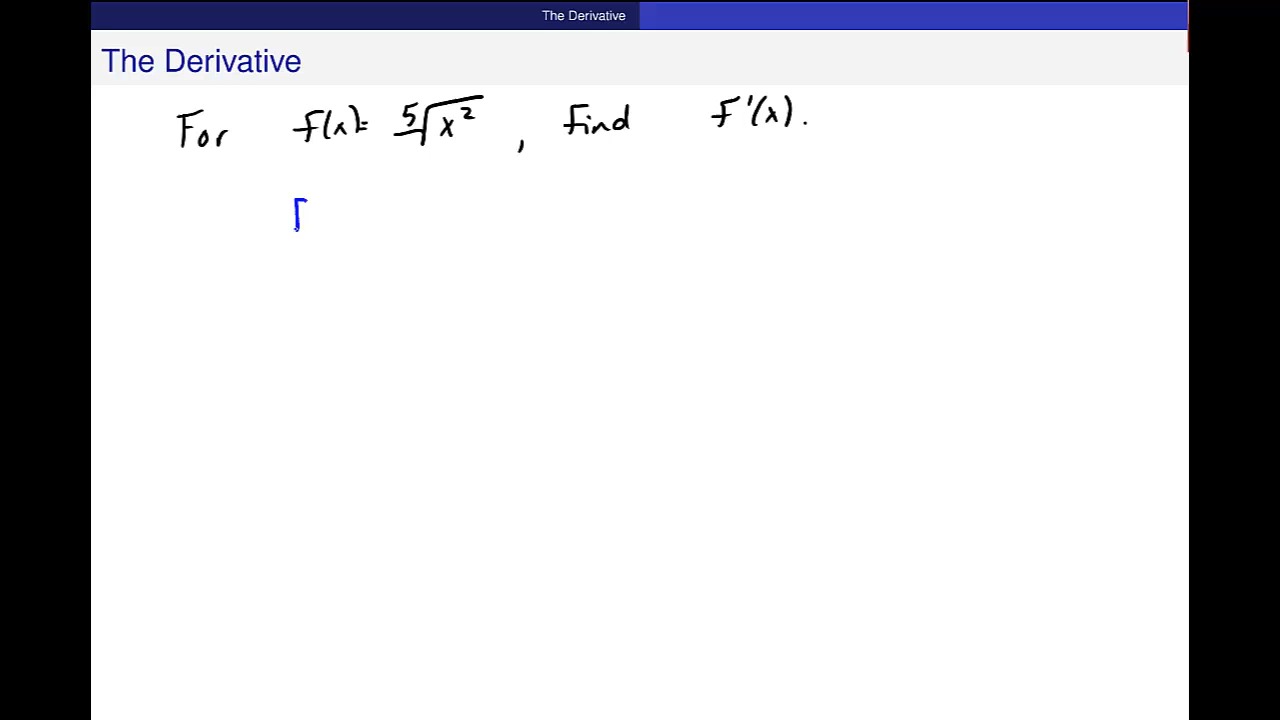 The Derivative
The Derivative
For f(x)= ⁵√x² , find f'(x).